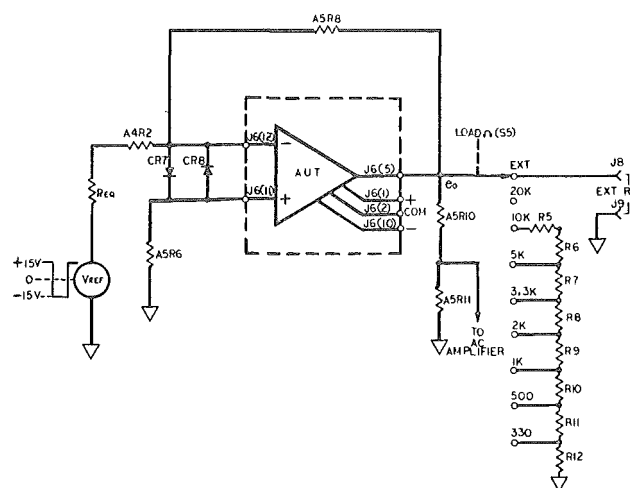 A5R8
A4R2
CR7
CR8
J6(12)
−
AUT
J6(5)
LOAD Ω (S5)
EXT
J8
EXT R
J9
REQ
J6(11)
+
J6(1)
+
J6(2)
COM
J6(10)
−
eo
20K
10K R5
A5R6
A5R10
R6
5K
R7
+15V
0
−15V
VREF
3.3K
R8
A5R11
2K
R9
TO
AC
AMPLIFIER
1K
R10
500
R11
330
R12